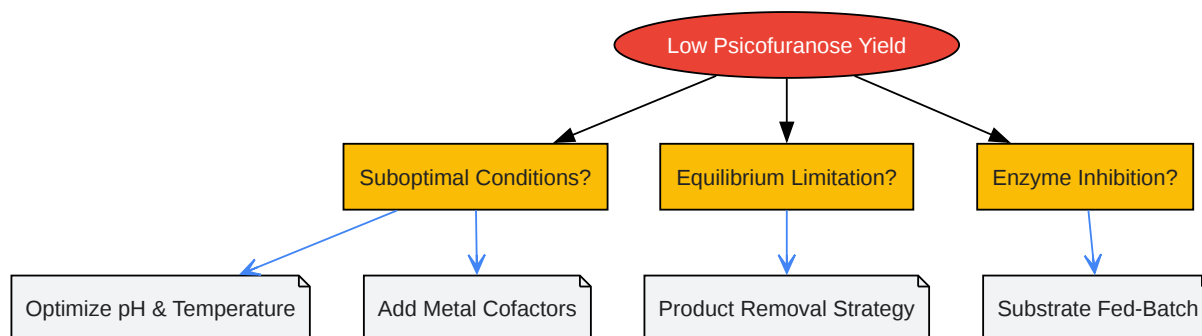 Low Psicofuranose Yield
Suboptimal Conditions?
Equilibrium Limitation?
Enzyme Inhibition?
Optimize pH & Temperature
Add Metal Cofactors
Product Removal Strategy
Substrate Fed-Batch